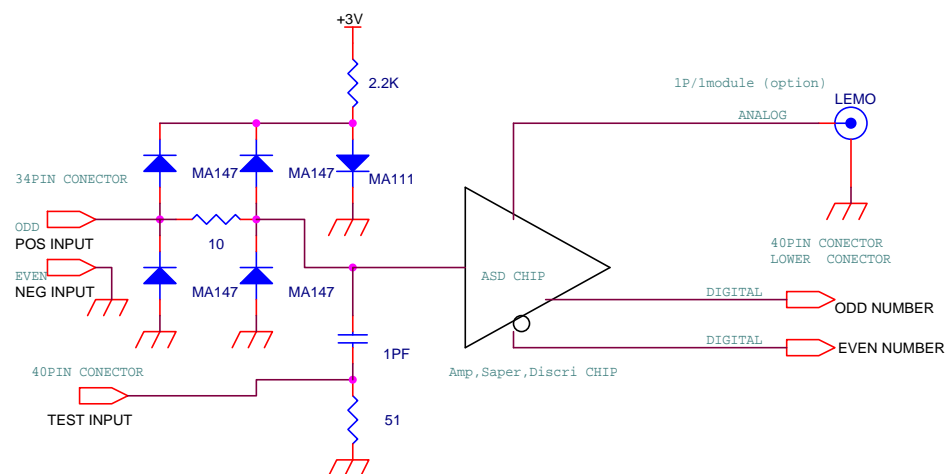 +3V
2.2K
1P/1module (option)
LEMO
ANALOG
MA147
MA147
MA111
34PIN CONECTOR
ODD
POS INPUT
10
EVEN
NEG INPUT
MA147
MA147
ASD CHIP
40PIN CONECTOR
LOWER CONECTOR
DIGITAL
ODD NUMBER
DIGITAL
EVEN NUMBER
1PF
Amp,Saper,Discri CHIP
40PIN CONECTOR
TEST INPUT
51